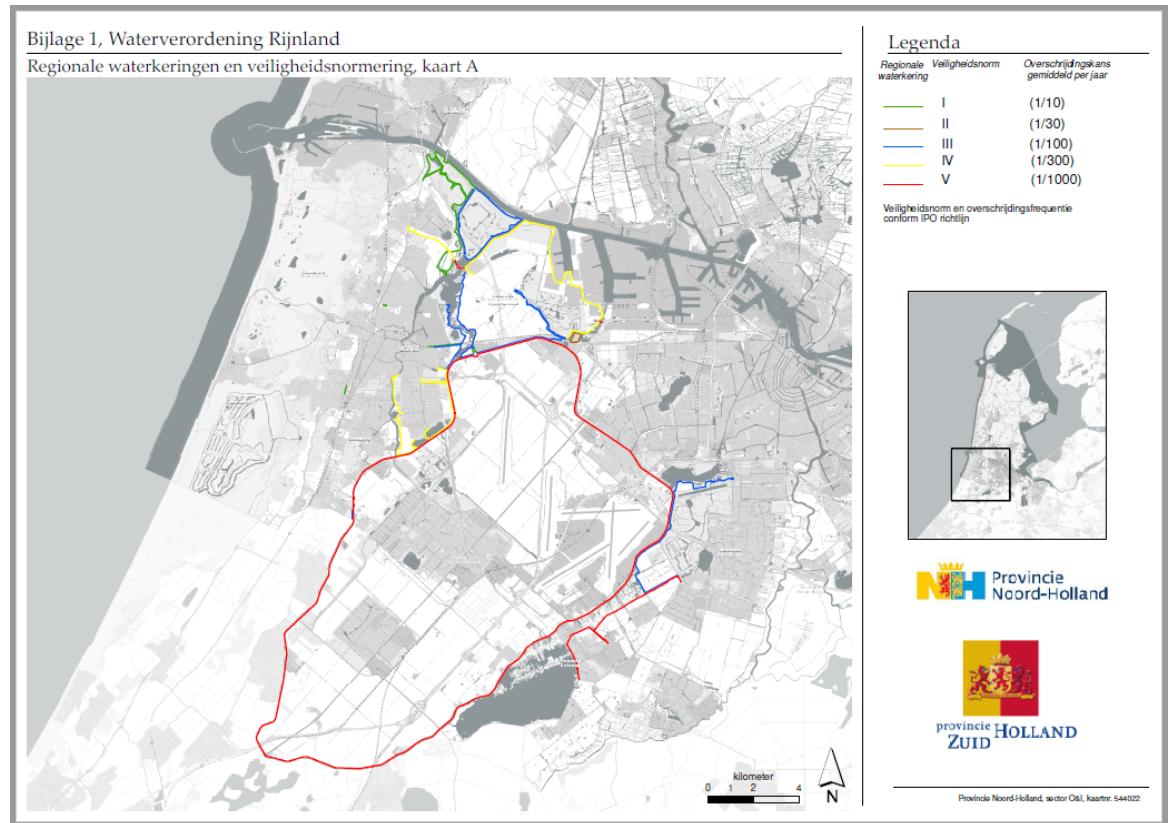 Bijlage 1, Waterverordening Rijnland
Regionale waterkeringen en veiligheidsnormering, kaart A
Legenda
Regionale waterkering Veiligheidsnorm Overschrijdingskans gemiddeld per jaar
I (1/10)
II (1/30)
III (1/100)
IV (1/300)
V (1/1000)
Veiligheidsnorm en overschrijdingsfrequentie
conform IPO richtlijn
NH Provincie
Noord-Holland
provincie
ZUID HOLLAND
kilometer
0 1 2 4
N
Provincie Noord-Holland, sector O&I, kaartnr. 544022